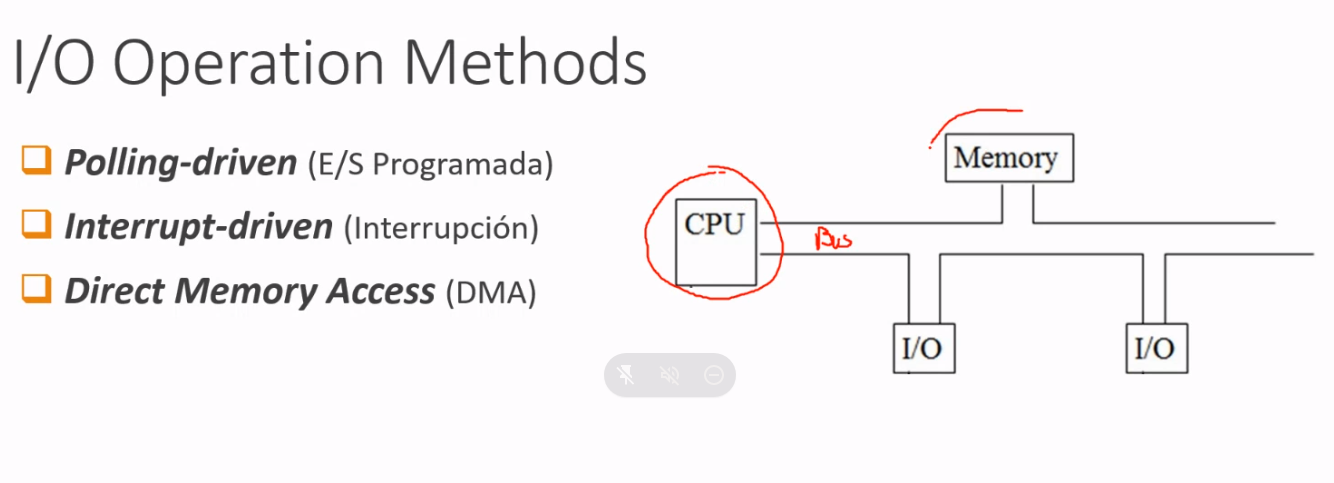 I/O Operation Methods
Polling-driven (E/S Programada)
Interrupt-driven (Interrupción)
Direct Memory Access (DMA)
Memory
CPU
Bus
I/O
I/O